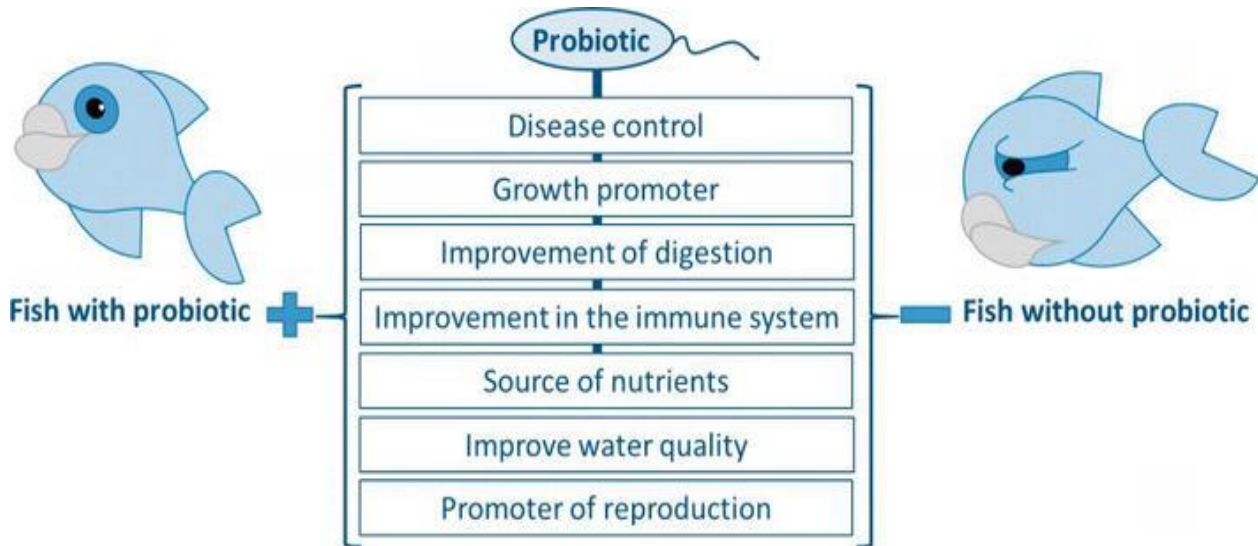 Probiotic
Disease control
Growth promoter
Improvement of digestion
Fish with probiotic
Improvement in the immune system
Fish without probiotic
Source of nutrients
Improve water quality
Promoter of reproduction